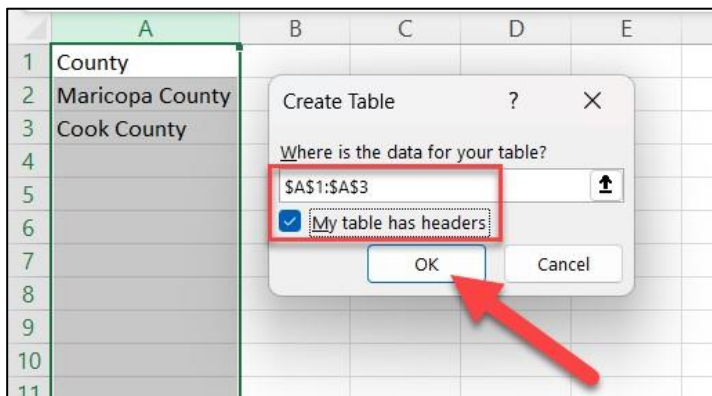 A B C D E
1 County
2 Maricopa County
3 Cook County
4
5
6
7
8
9
10
11
Create Table ? ×
Where is the data for your table?
$A$1:$A$3
My table has headers
OK Cancel